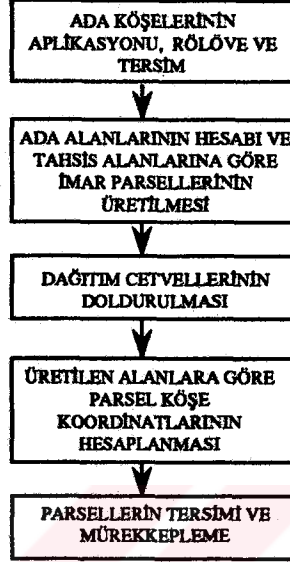 ADA KÖŞELERİNİN
APLİKASYONU, RÖLÖVE VE
TERSİM
ADA ALANLARININ HESABI VE
TAHSİS ALANLARINA GÖRE
İMAR PARSELLERİNİN
ÜRETİLMESİ
DAĞITIM CETVELLERİNİN
DOLDURULMASI
ÜRETİLEN ALANLARA GÖRE
PARSEL KÖŞE
KOORDİNATLARININ
HESAPLANMASI
PARSELLERİN TERSİMİ VE
MÜREKKEPLEME